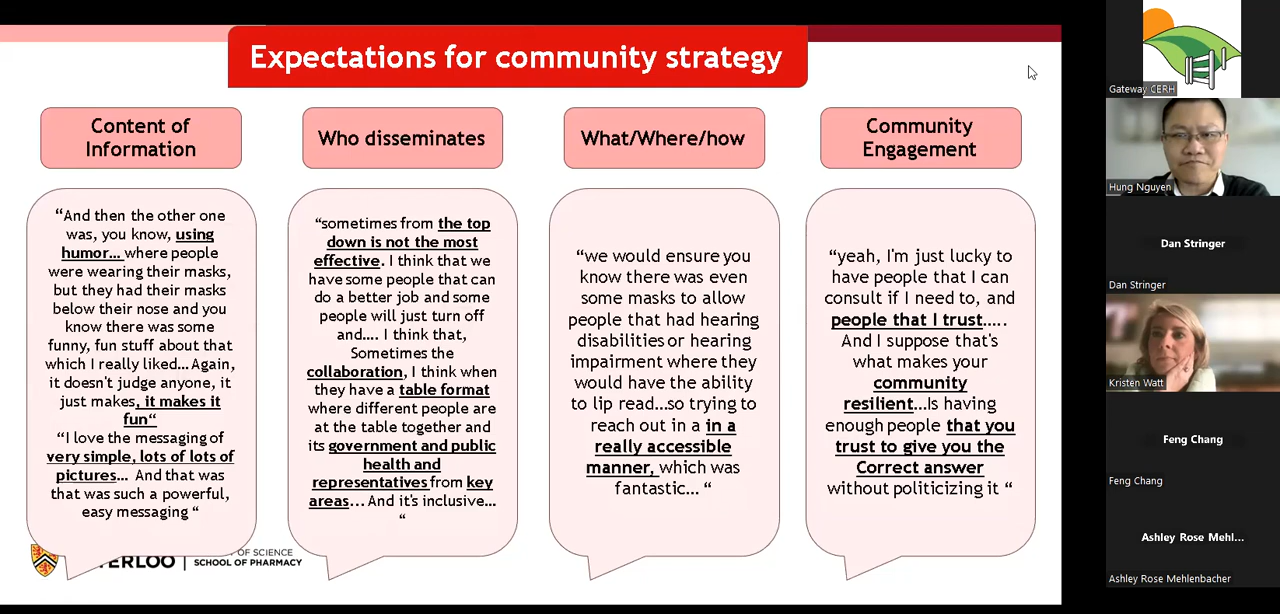 Expectations for community strategy
Content of
Information
“And then the other one
was, you know, using
humor... where people
were wearing their masks,
but they had their masks
below their nose and you
know there was some
funny, fun stuff about that
which I really liked... Again,
it doesn't judge anyone, it
just makes, it makes it
fun“
“I love the messaging of
very simple, lots of lots of
pictures... And that was
that was such a powerful,
easy messaging “
Who disseminates
“sometimes from the top
down is not the most
effective. I think that we
have some people that can
do a better job and some
people will just turn off
and.... I think that,
Sometimes the
collaboration, I think when
they have a table format
where different people are
at the table together and
its government and public
health and
representatives from key
areas... And it's inclusive...
“
What/Where/how
“we would ensure you
know there was even
some masks to allow
people that had hearing
disabilities or hearing
impairment where they
would have the ability
to lip read...so trying to
reach out in a in a
really accessible
manner, which was
fantastic... “
Community
Engagement
“yeah, I'm just lucky to
have people that I can
consult if I need to, and
people that I trust.....
And I suppose that's
what makes your
community
resilient...Is having
enough people that you
trust to give you the
Correct answer
without politicizing it “
TERLOO
OF SCIENCE
SCHOOL OF PHARMACY
Gateway CERH
Hung Nguyen
Dan Stringer
Dan Stringer
Kristen Watt
Feng Chang
Feng Chang
Ashley Rose Mehl...
Ashley Rose Mehlenbacher